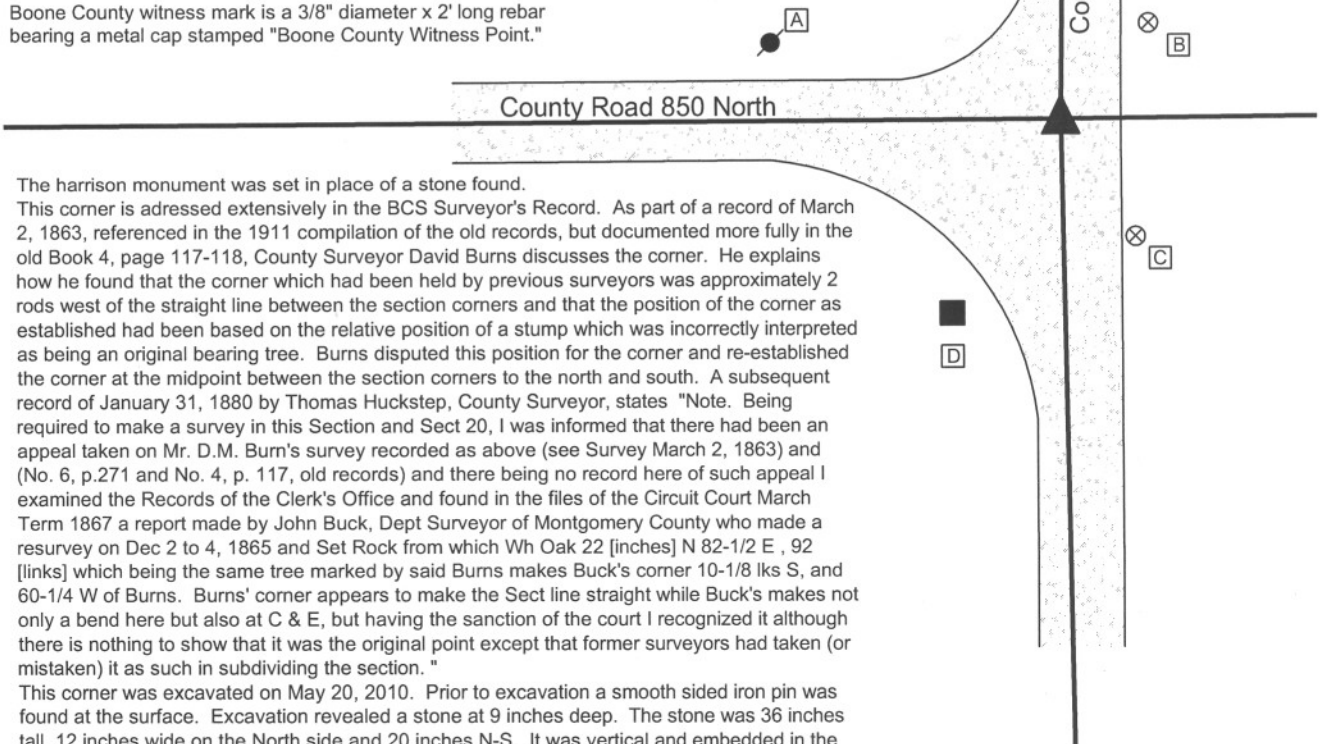 Boone County witness mark is a 3/8" diameter x 2' long rebar
bearing a metal cap stamped "Boone County Witness Point."
A
Co
B
County Road 850 North
The harrison monument was set in place of a stone found.
This corner is adressed extensively in the BCS Surveyor's Record.  As part of a record of March
2, 1863, referenced in the 1911 compilation of the old records, but documented more fully in the
old Book 4, page 117-118, County Surveyor David Burns discusses the corner.  He explains
how he found that the corner which had been held by previous surveyors was approximately 2
rods west of the straight line between the section corners and that the position of the corner as
established had been based on the relative position of a stump which was incorrectly interpreted
as being an original bearing tree.  Burns disputed this position for the corner and re-established
the corner at the midpoint between the section corners to the north and south.  A subsequent
record of January 31, 1880 by Thomas Huckstep, County Surveyor, states  "Note.  Being
required to make a survey in this Section and Sect 20, I was informed that there had been an
appeal taken on Mr. D.M. Burn's survey recorded as above (see Survey March 2, 1863) and
(No. 6, p.271 and No. 4, p. 117, old records) and there being no record here of such appeal I
examined the Records of the Clerk's Office and found in the files of the Circuit Court March
Term 1867 a report made by John Buck, Dept Surveyor of Montgomery County who made a
resurvey on Dec 2 to 4, 1865 and Set Rock from which Wh Oak 22 [inches] N 82-1/2 E , 92
[links] which being the same tree marked by said Burns makes Buck's corner 10-1/8 lks S, and
60-1/4 W of Burns.  Burns' corner appears to make the Sect line straight while Buck's makes not
only a bend here but also at C & E, but having the sanction of the court I recognized it although
there is nothing to show that it was the original point except that former surveyors had taken (or
mistaken) it as such in subdividing the section. "
This corner was excavated on May 20, 2010.  Prior to excavation a smooth sided iron pin was
found at the surface.  Excavation revealed a stone at 9 inches deep.  The stone was 36 inches
tall, 12 inches wide on the North side and 20 inches N-S.  It was vertical and embedded in the
C
D